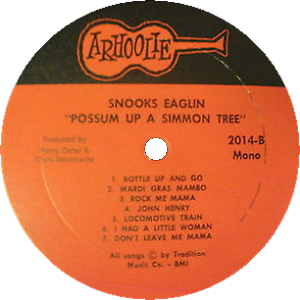 ARHOOLIE
SNOOKS EAGLIN
"POSSUM UP A SIMMON TREE"
Produced by
Harry Oster &
Chris Strachwitz
2014-B
Mono
1. BOTTLE UP AND GO
2. MARDI GRAS MAMBO
3. ROCK ME MAMA
4. JOHN HENRY
5. LOCOMOTIVE TRAIN
6. I HAD A LITTLE WOMAN
7. DON'T LEAVE ME MAMA
All songs © by Tradition
Music Co. - BMI